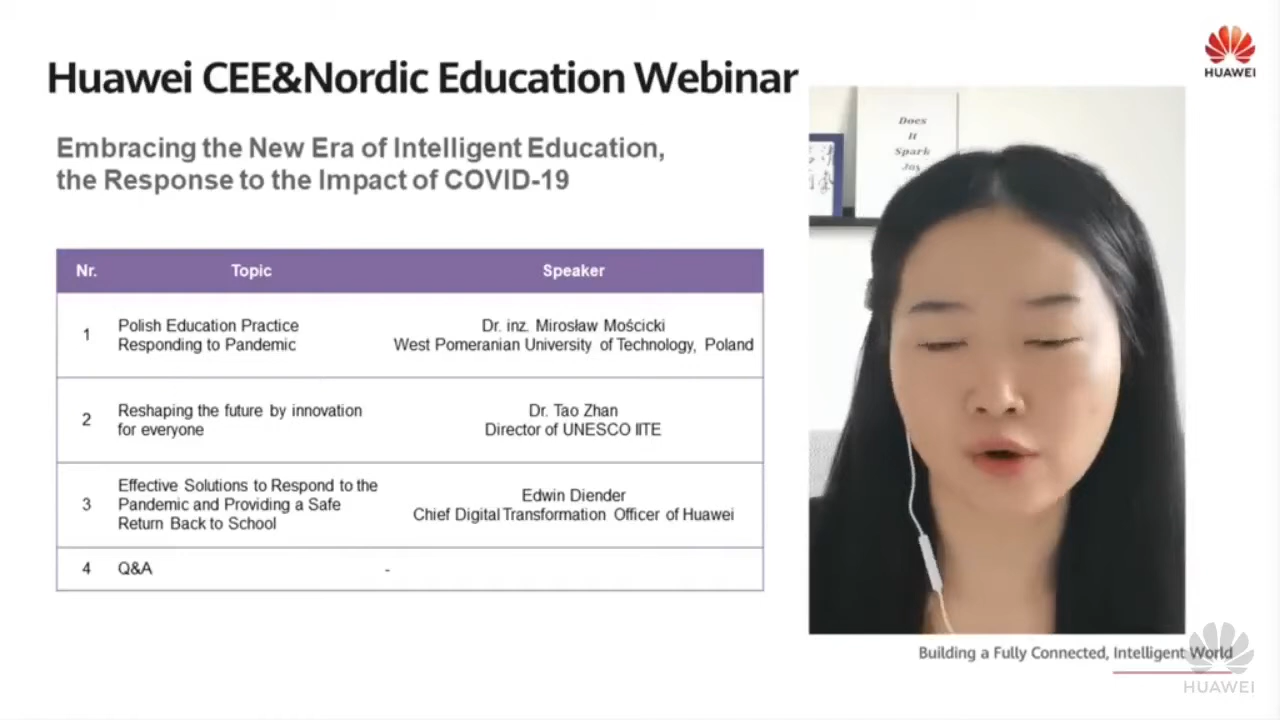 Huawei CEE&Nordic Education Webinar
HUAWEI
Embracing the New Era of Intelligent Education,
the Response to the Impact of COVID-19
Does
It
Spark
Joy
Nr.
Topic
Speaker
1
Polish Education Practice
Responding to Pandemic
Dr. inz. Mirosław Mościcki
West Pomeranian University of Technology, Poland
2
Reshaping the future by innovation
for everyone
Dr. Tao Zhan
Director of UNESCO IITE
3
Effective Solutions to Respond to the
Pandemic and Providing a Safe
Return Back to School
Edwin Diender
Chief Digital Transformation Officer of Huawei
4
Q&A
-
Building a Fully Connected, Intelligent World
HUAWEI